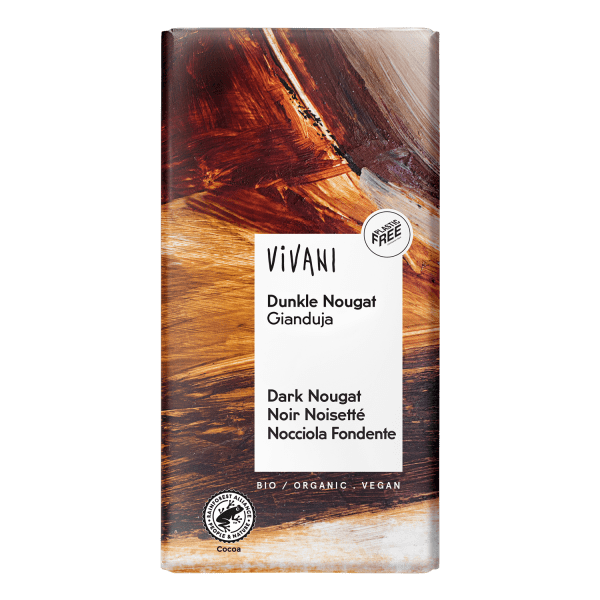 PLASTIC
FREE
ViVANI
Dunkle Nougat
Gianduja
Dark Nougat
Noir Noisetté
Nocciola Fondente
BIO / ORGANIC . VEGAN
RAINFOREST ALLIANCE
PEOPLE & NATURE
Cocoa